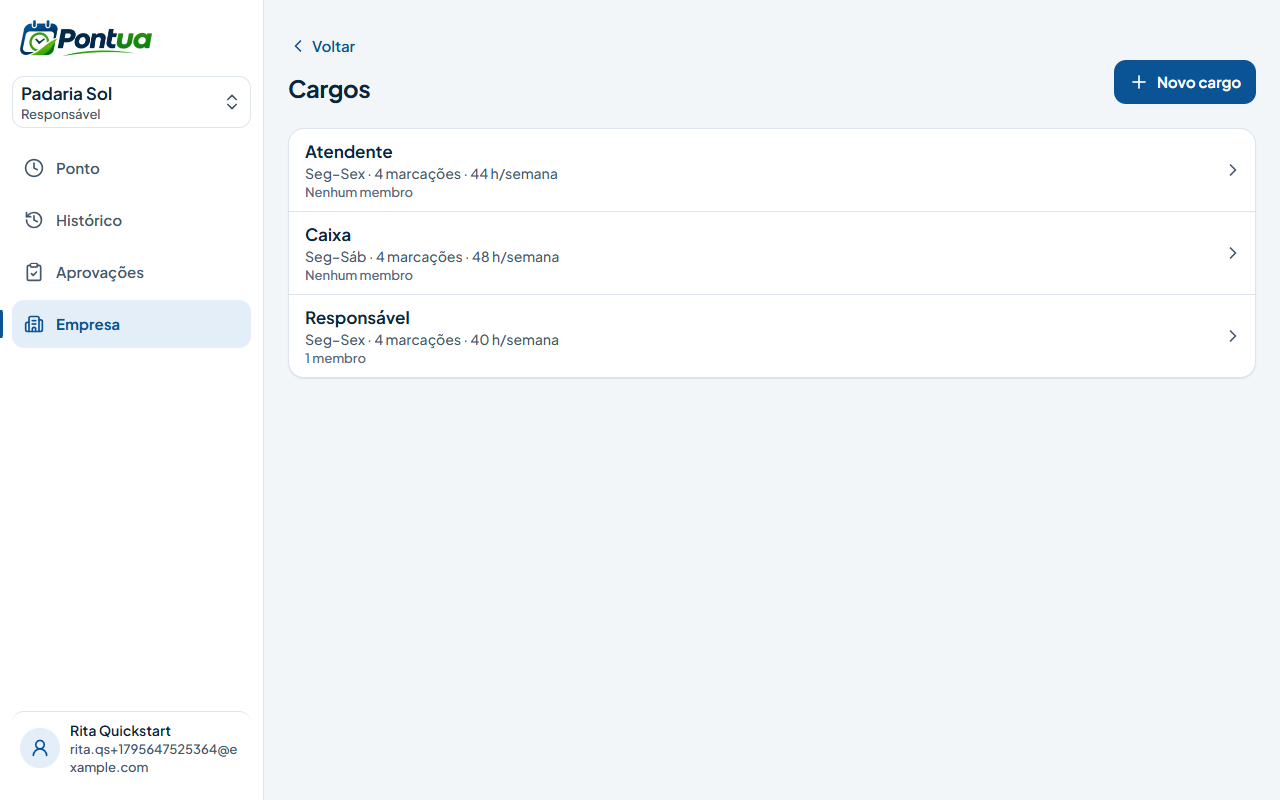 Pontua
Padaria Sol
Responsável
Ponto
Histórico
Aprovações
Empresa
Rita Quickstart
rita.qs+1795647525364@e
xample.com
Voltar
Cargos
Novo cargo
Atendente
Seg–Sex · 4 marcações · 44 h/semana
Nenhum membro
Caixa
Seg–Sáb · 4 marcações · 48 h/semana
Nenhum membro
Responsável
Seg–Sex · 4 marcações · 40 h/semana
1 membro